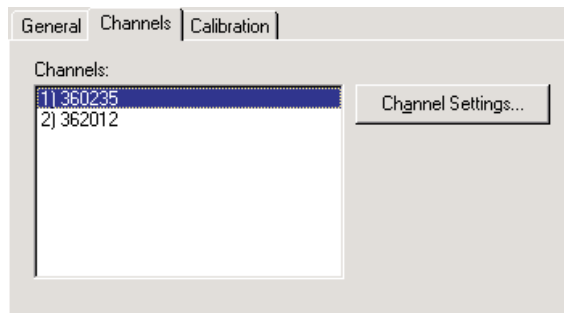 General Channels Calibration
Channels:
1) 360235
2) 362012
Channel Settings...